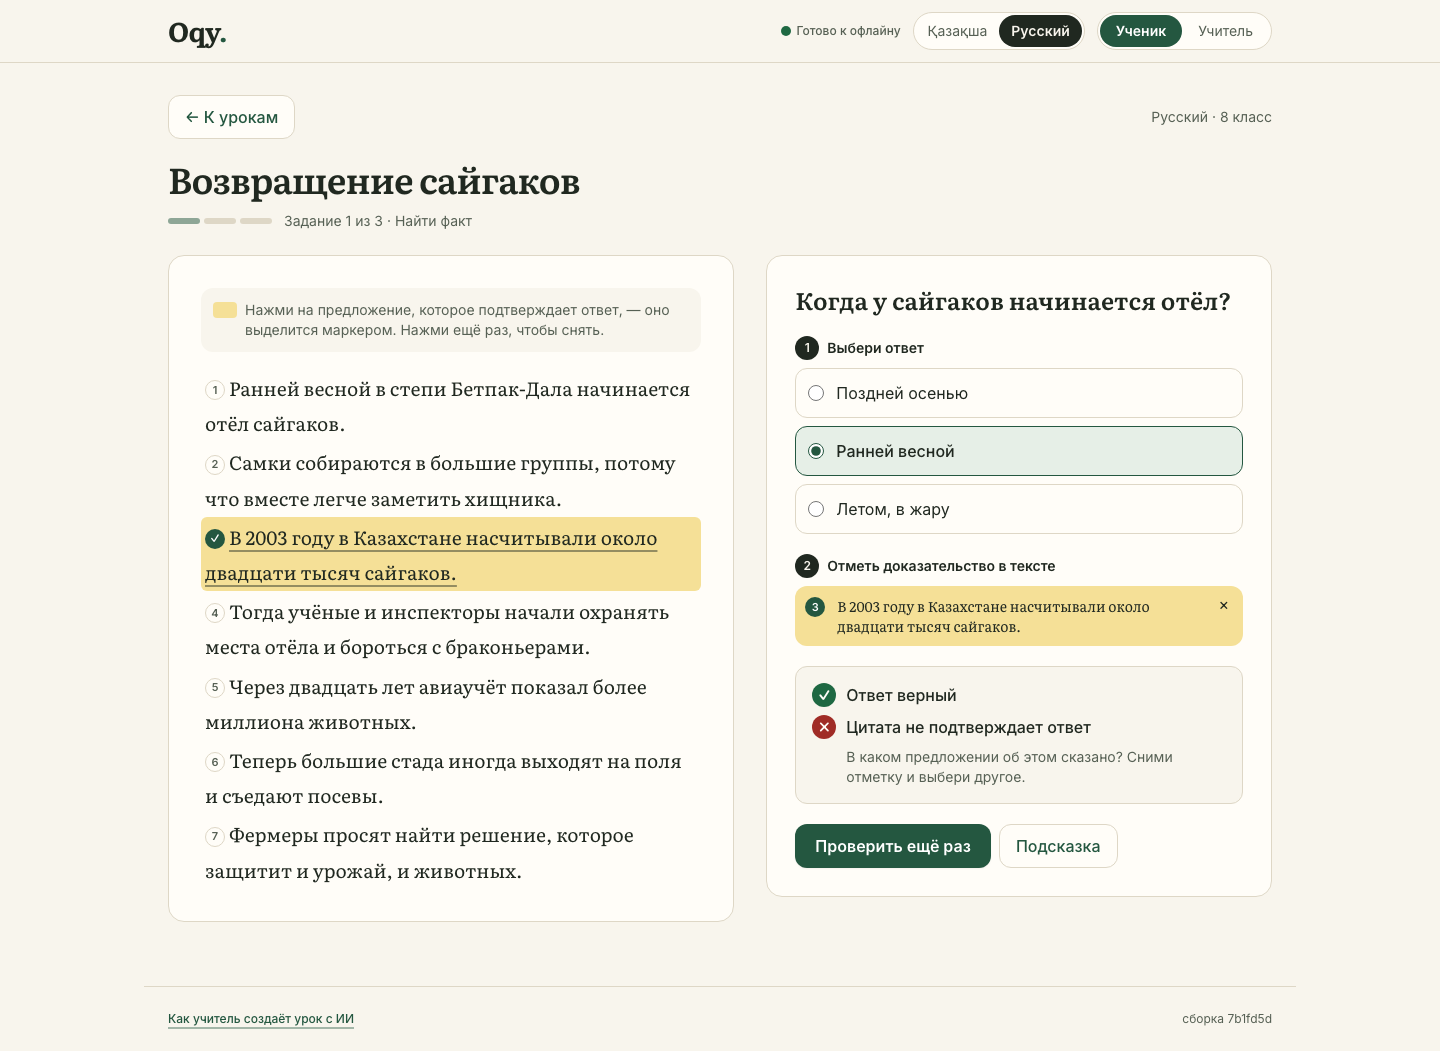 Oqy.
Готово к офлайну
Қазақша
Русский
Ученик
Учитель
← К урокам
Русский · 8 класс
Возвращение сайгаков
Задание 1 из 3 · Найти факт
Нажми на предложение, которое подтверждает ответ, — оно
выделится маркером. Нажми ещё раз, чтобы снять.
1 Ранней весной в степи Бетпак-Дала начинается
отёл сайгаков.
2 Самки собираются в большие группы, потому
что вместе легче заметить хищника.
В 2003 году в Казахстане насчитывали около
двадцати тысяч сайгаков.
4 Тогда учёные и инспекторы начали охранять
места отёла и бороться с браконьерами.
5 Через двадцать лет авиаучёт показал более
миллиона животных.
6 Теперь большие стада иногда выходят на поля
и съедают посевы.
7 Фермеры просят найти решение, которое
защитит и урожай, и животных.
Когда у сайгаков начинается отёл?
1 Выбери ответ
Поздней осенью
Ранней весной
Летом, в жару
2 Отметь доказательство в тексте
3 В 2003 году в Казахстане насчитывали около
двадцати тысяч сайгаков.
×
Ответ верный
Цитата не подтверждает ответ
В каком предложении об этом сказано? Сними
отметку и выбери другое.
Проверить ещё раз
Подсказка
Как учитель создаёт урок с ИИ
сборка 7b1fd5d